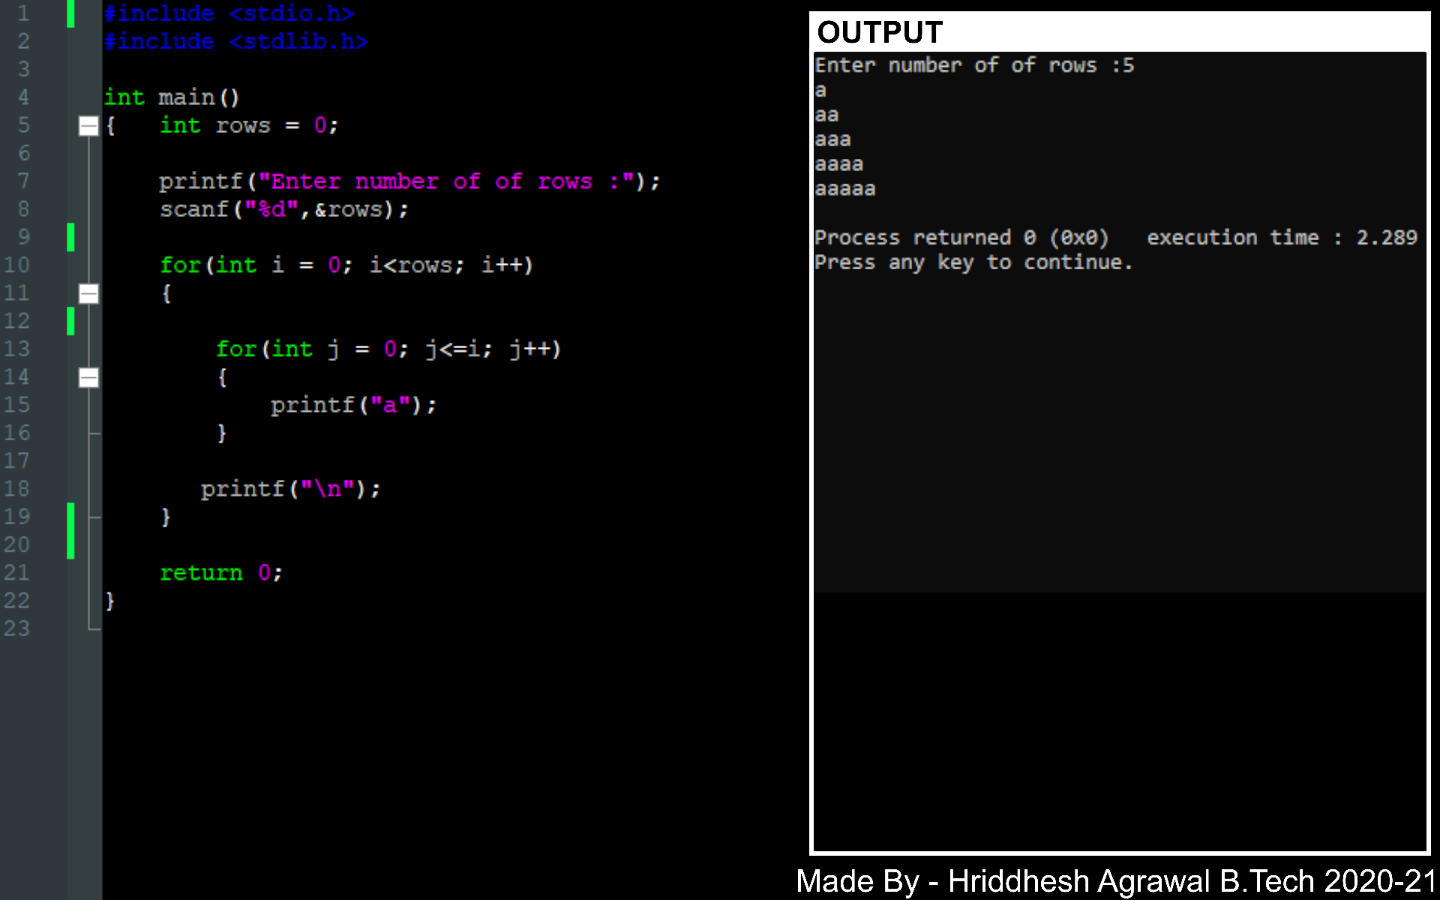 1 #include <stdio.h>
2 #include <stdlib.h>
3
4 int main()
5 {   int rows = 0;
6
7     printf("Enter number of of rows :");
8     scanf("%d",&rows);
9
10     for(int i = 0; i<rows; i++)
11     {
12
13         for(int j = 0; j<=i; j++)
14         {
15             printf("a");
16         }
17
18        printf("\n");
19     }
20
21     return 0;
22 }
23
OUTPUT
Enter number of of rows :5
a
aa
aaa
aaaa
aaaaa
Process returned 0 (0x0)   execution time : 2.289
Press any key to continue.
Made By - Hriddhesh Agrawal B.Tech 2020-21